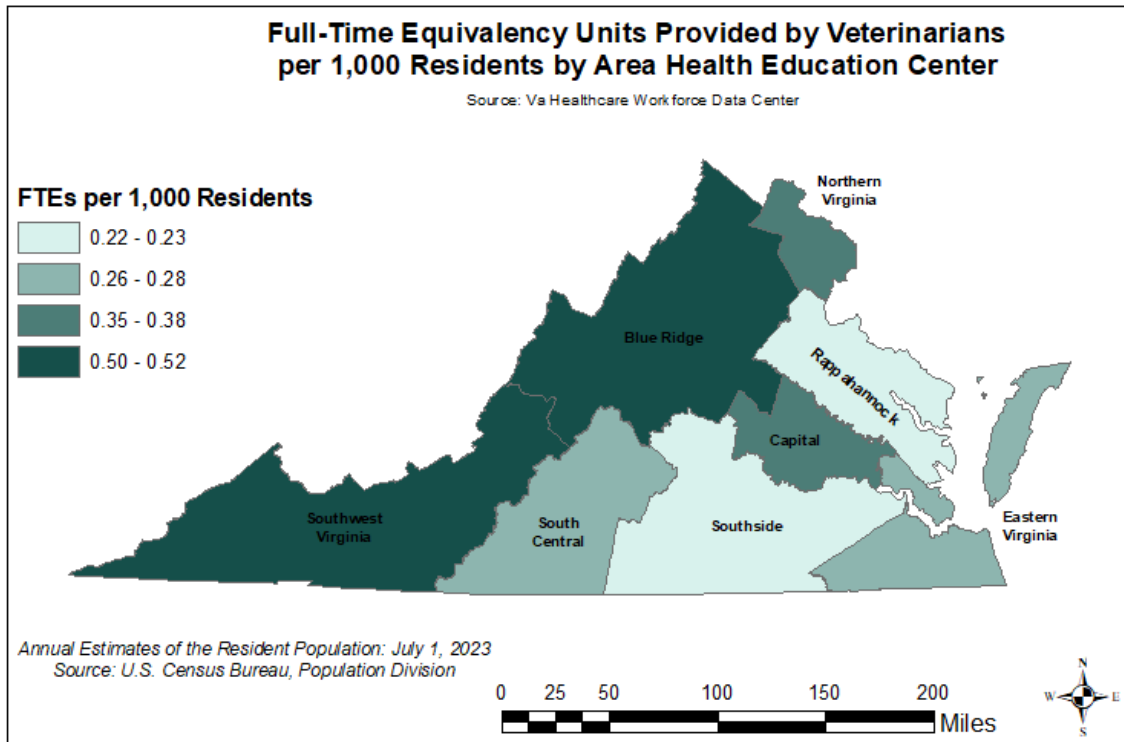 Full-Time Equivalency Units Provided by Veterinarians
per 1,000 Residents by Area Health Education Center
Source: Va Healthcare Workforce Data Center
FTEs per 1,000 Residents
0.22 - 0.23
0.26 - 0.28
0.35 - 0.38
0.50 - 0.52
Northern
Virginia
Blue Ridge
Rappahannock
Capital
Southwest
Virginia
South
Central
Southside
Eastern
Virginia
Annual Estimates of the Resident Population: July 1, 2023
Source: U.S. Census Bureau, Population Division
0 25 50 100 150 200
Miles
N
W E
S